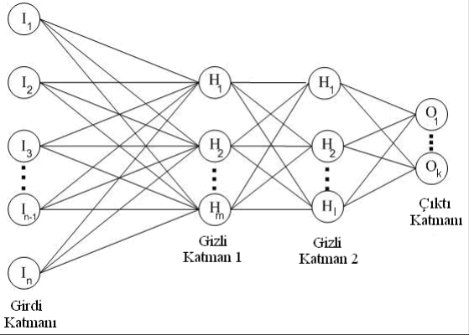 I1
I2
I3
In-1
In
Girdi
Katmanı
H1
H2
Hm
Gizli
Katman 1
H1
H2
Hl
Gizli
Katman 2
O1
Ok
Çıktı
Katmanı